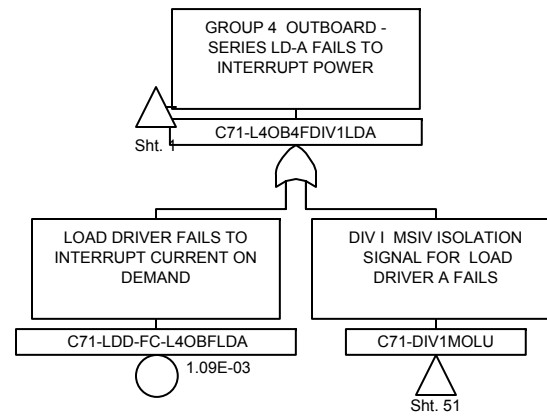 GROUP 4 OUTBOARD -
SERIES LD-A FAILS TO
INTERRUPT POWER
C71-L4OB4FDIV1LDA
Sht. 1
LOAD DRIVER FAILS TO
INTERRUPT CURRENT ON
DEMAND
C71-LDD-FC-L4OBFLDA
1.09E-03
DIV I MSIV ISOLATION
SIGNAL FOR LOAD
DRIVER A FAILS
C71-DIV1MOLU
Sht. 51